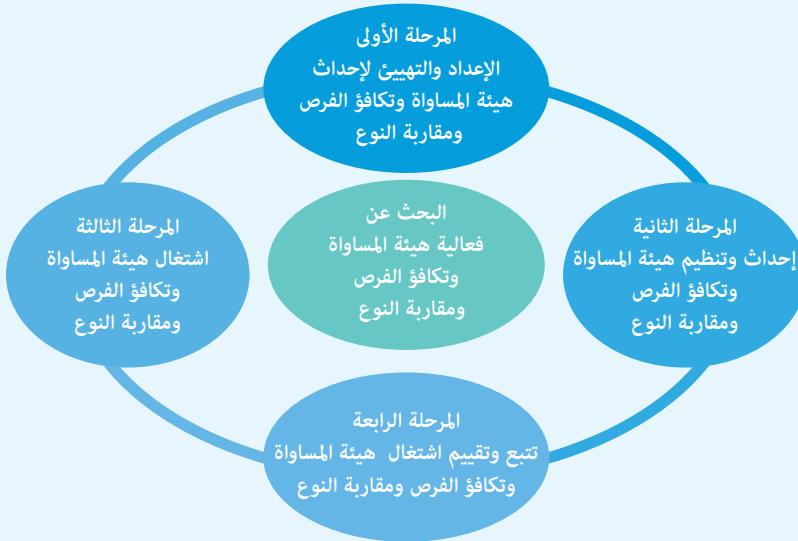 المرحلة الأولى
الإعداد والتهييئ لإحداث
هيئة المساواة وتكافؤ الفرص
ومقاربة النوع
المرحلة الثانية
إحداث وتنظيم هيئة المساواة
وتكافؤ الفرص
ومقاربة النوع
البحث عن
فعالية هيئة المساواة
وتكافؤ الفرص
ومقاربة النوع
المرحلة الثالثة
اشتغال هيئة المساواة
وتكافؤ الفرص
ومقاربة النوع
المرحلة الرابعة
تتبع وتقييم اشتغال هيئة المساواة
وتكافؤ الفرص ومقاربة النوع